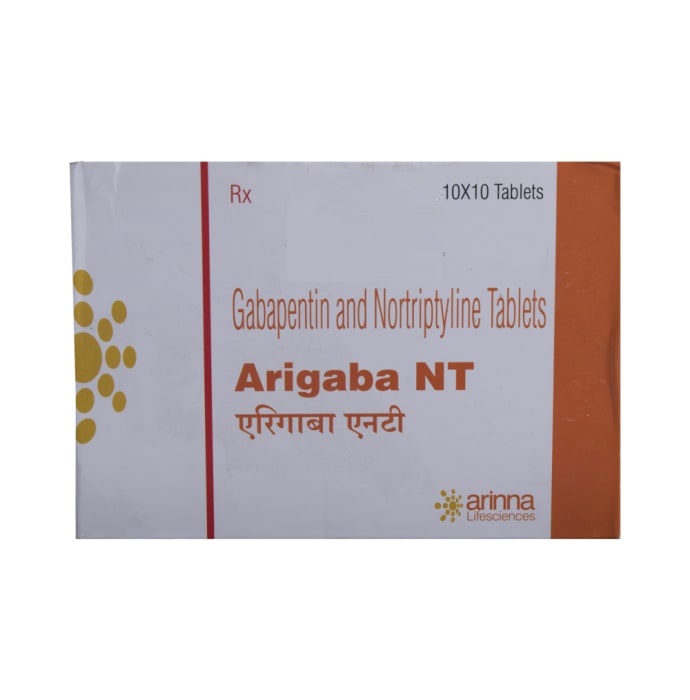 Rx
10X10 Tablets
Gabapentin and Nortriptyline Tablets
Arigaba NT
एरिगाबा एनटी
arinna
Lifesciences